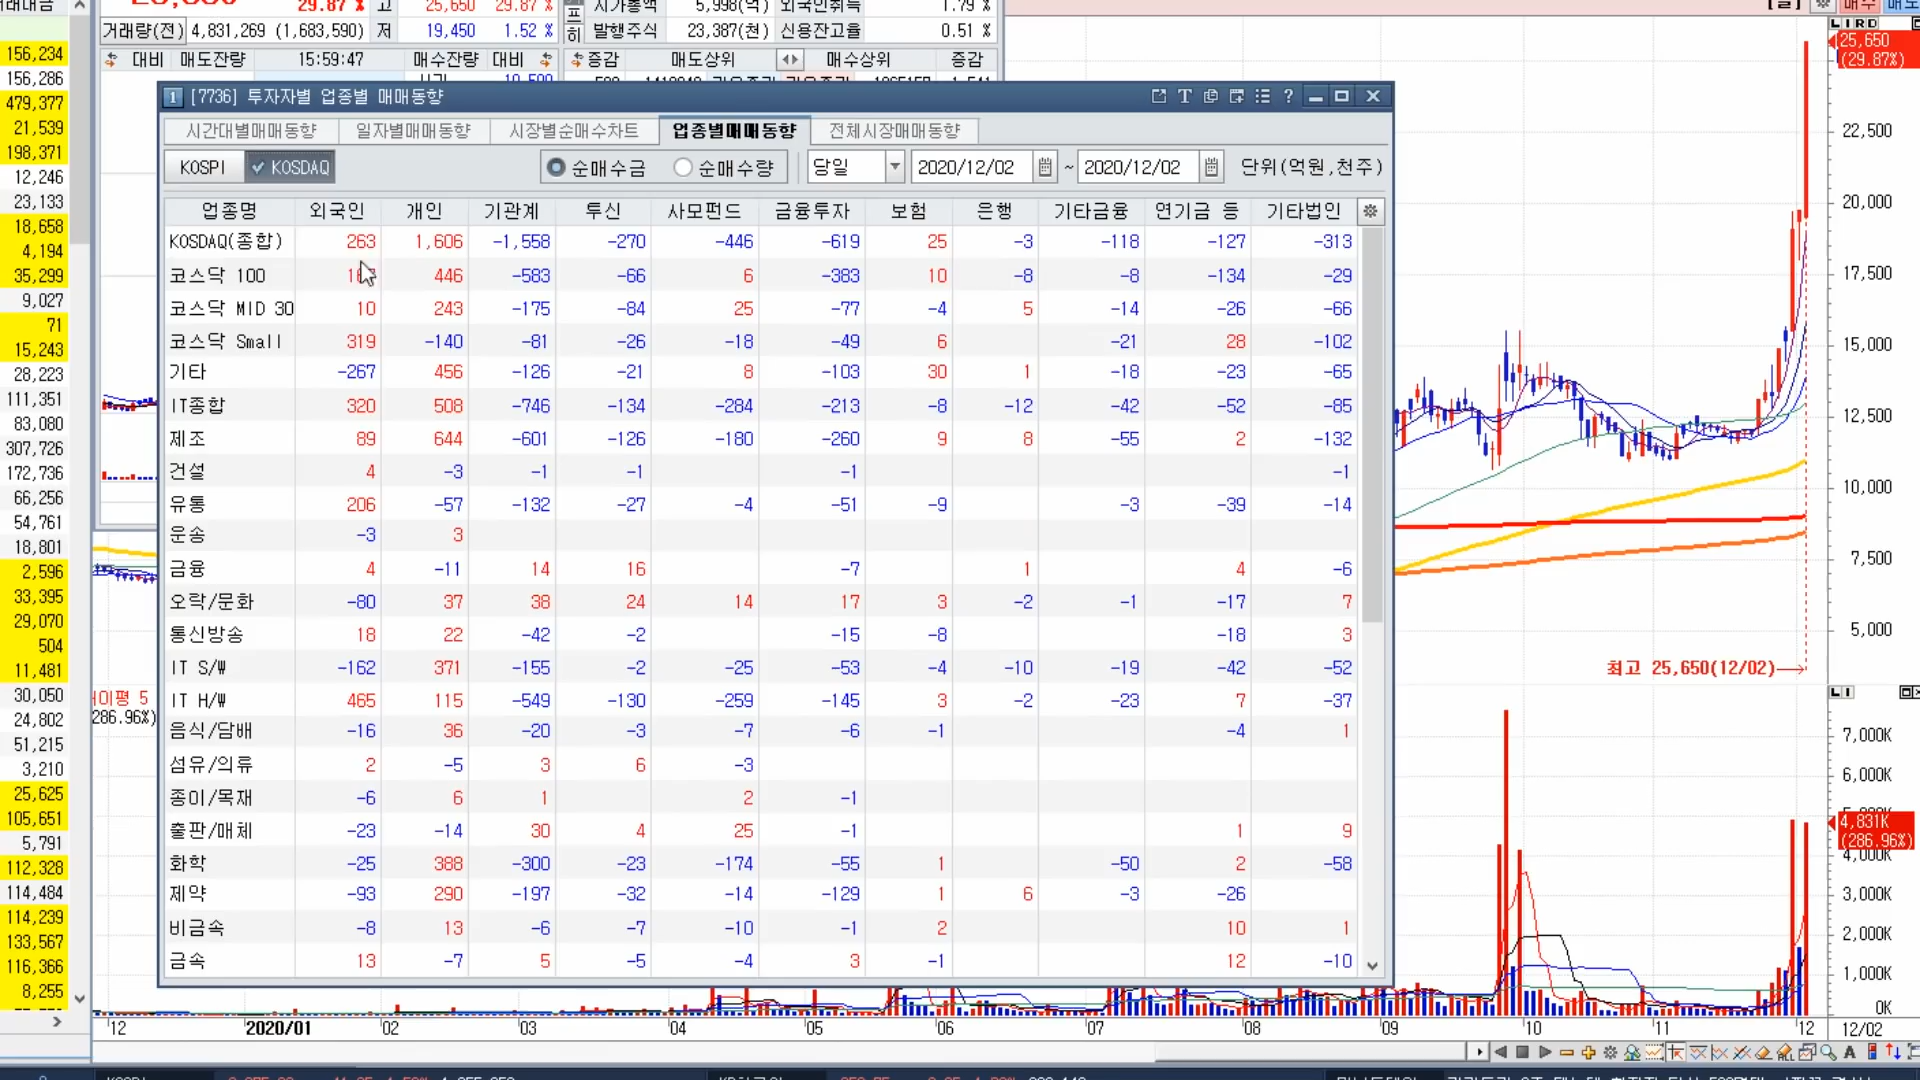 29.87 % 고 25,650 29.87 % 시가총액 5,998(억) 외국인취득 1.79 %
거래량(전) 4,831,269 (1,683,590) 저 19,450 1.52 % 히 발행주식 23,387(천) 신용잔고율 0.51 %
대비 매도잔량 15:59:47 매수잔량 대비 증감 매도상위 매수상위 증감
1 [7736] 투자자별 업종별 매매동향
시간대별매매동향 일자별매매동향 시장별순매수차트 업종별매매동향 전체시장매매동향
KOSPI KOSDAQ 순매수금 순매수량 당일 2020/12/02 ~ 2020/12/02 단위(억원,천주)
업종명 외국인 개인 기관계 투신 사모펀드 금융투자 보험 은행 기타금융 연기금 등 기타법인
KOSDAQ(종합) 263 1,606 -1,558 -270 -446 -619 25 -3 -118 -127 -313
코스닥 100 446 -583 -66 6 -383 10 -8 -8 -134 -29
코스닥 MID 30 10 243 -175 -84 25 -77 -4 5 -14 -26 -66
코스닥 Small 319 -140 -81 -26 -18 -49 6 -21 28 -102
기타 -267 456 -126 -21 8 -103 30 1 -18 -23 -65
IT종합 320 508 -746 -134 -284 -213 -8 -12 -42 -52 -85
제조 89 644 -601 -126 -180 -260 9 8 -55 2 -132
건설 4 -3 -1 -1 -1 -1
유통 206 -57 -132 -27 -4 -51 -9 -3 -39 -14
운송 -3 3
금융 4 -11 14 16 -7 1 4 -6
오락/문화 -80 37 38 24 14 17 3 -2 -1 -17 7
통신방송 18 22 -42 -2 -15 -8 -18 3
IT S/W -162 371 -155 -2 -25 -53 -4 -10 -19 -42 -52
IT H/W 465 115 -549 -130 -259 -145 3 -2 -23 7 -37
음식/담배 -16 36 -20 -3 -7 -6 -1 -4 1
섬유/의류 2 -5 3 6 -3
종이/목재 -6 6 1 2 -1
출판/매체 -23 -14 30 4 25 -1 1 9
화학 -25 388 -300 -23 -174 -55 1 -50 2 -58
제약 -93 290 -197 -32 -14 -129 1 6 -3 -26
비금속 -8 13 -6 -7 -10 -1 2 10 1
금속 13 -7 5 -5 -4 3 -1 12 -10
156,234
156,286
479,377
21,539
198,371
12,246
23,133
18,658
4,194
35,299
9,027
71
15,243
28,223
111,351
83,080
307,726
172,736
66,256
54,761
18,801
2,596
33,395
29,070
504
11,481
30,050
24,802
51,215
3,210
25,625
105,651
5,791
112,328
114,484
114,239
133,567
116,366
8,255
이평 5
286.96%)
25,650
(29.87%)
22,500
20,000
17,500
15,000
12,500
10,000
7,500
5,000
최고 25,650(12/02)
7,000K
6,000K
4,831K
(286.96%)
4,000K
3,000K
2,000K
1,000K
0K
12 2020/01 02 03 04 05 06 07 08 09 10 11 12 12/02